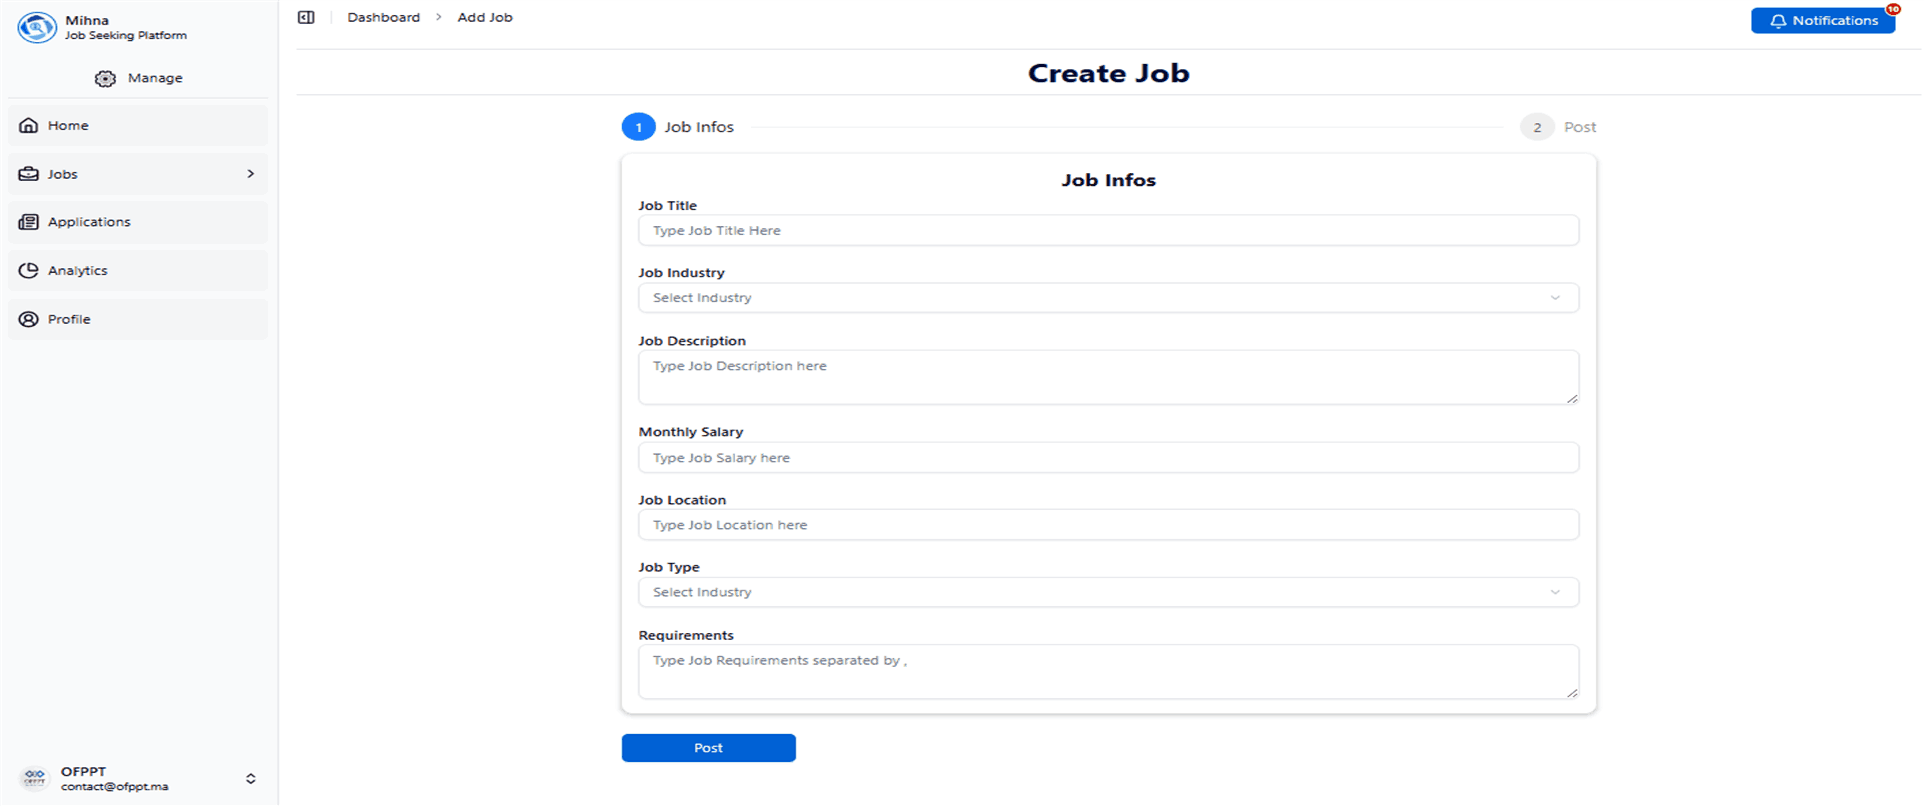 Mihna
Job Seeking Platform
Manage
Home
Jobs
Applications
Analytics
Profile
OFPPT
contact@ofppt.ma
Dashboard > Add Job
Notifications 10
Create Job
1 Job Infos
2 Post
Job Infos
Job Title
Type Job Title Here
Job Industry
Select Industry
Job Description
Type Job Description here
Monthly Salary
Type Job Salary here
Job Location
Type Job Location here
Job Type
Select Industry
Requirements
Type Job Requirements separated by ,
Post